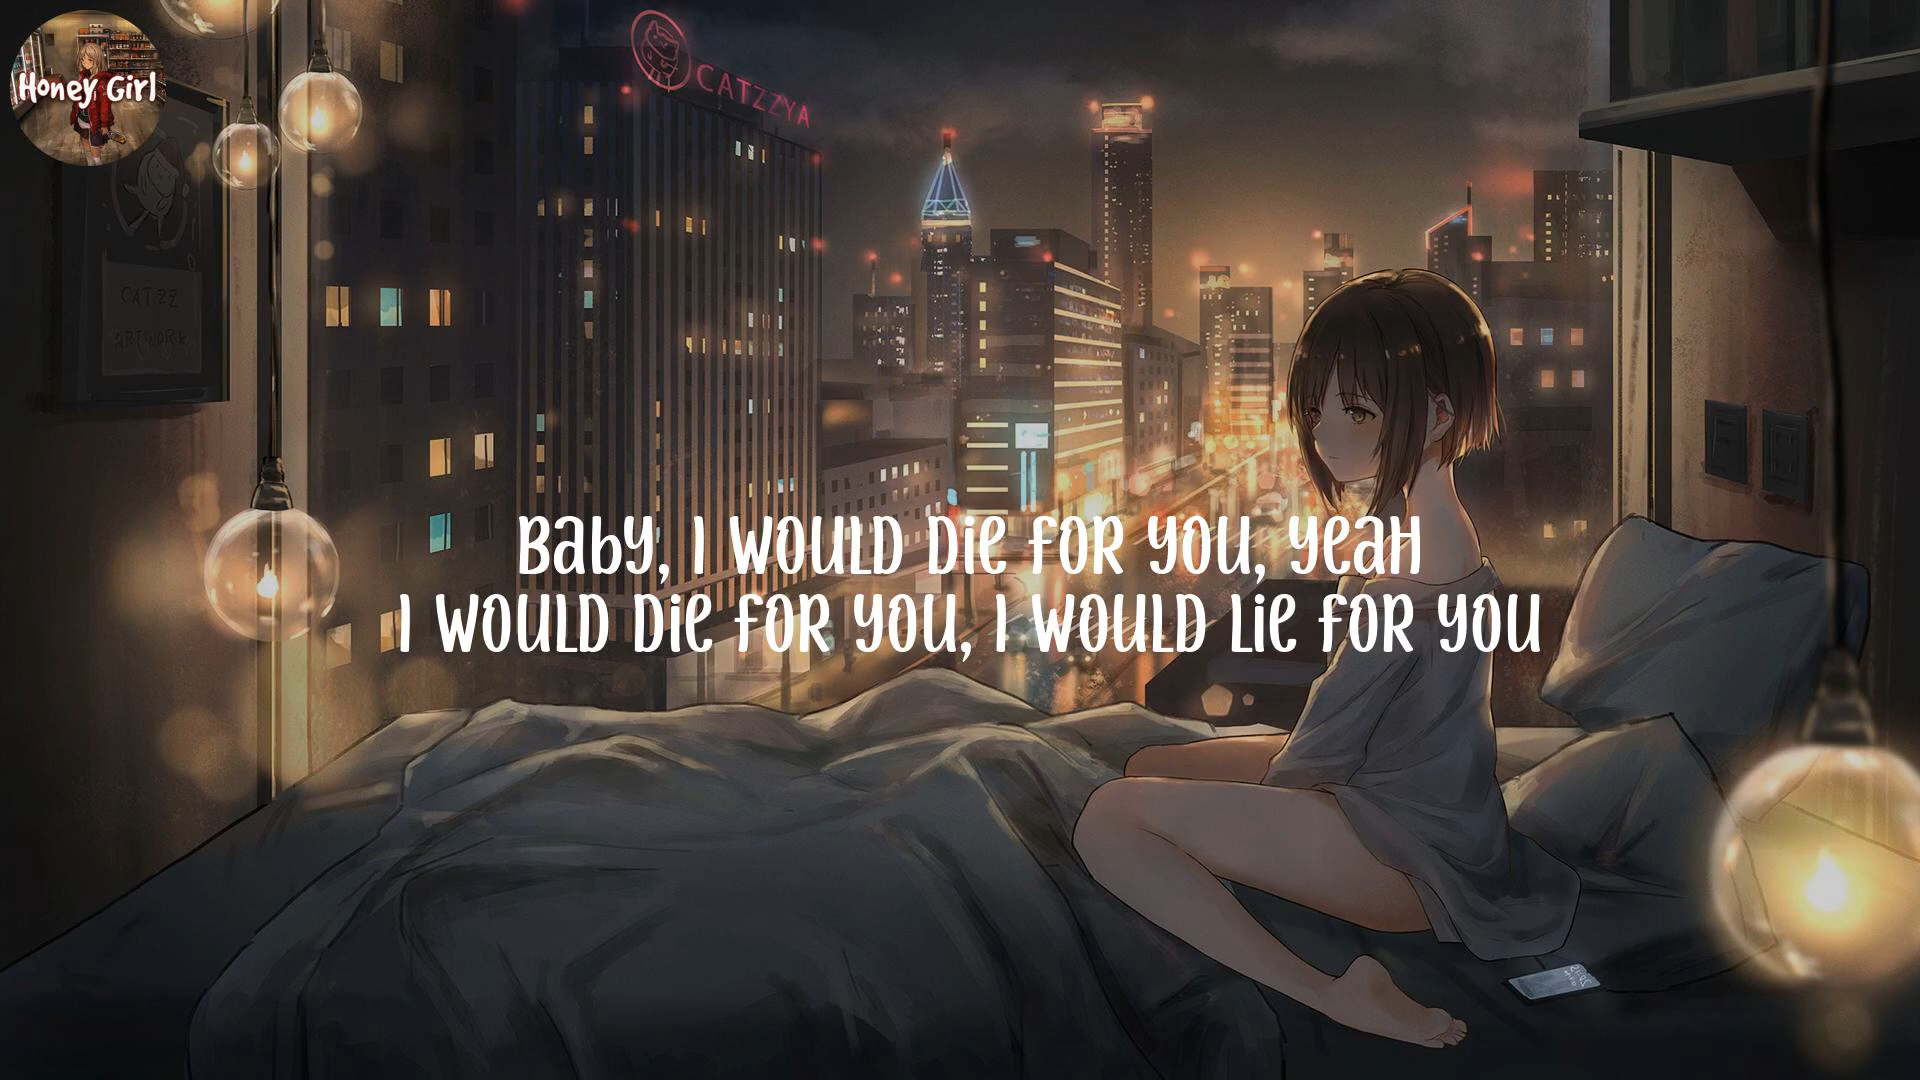 Honey Girl
CATZZYA
CATZZ
ARTWORK
Baby, I would die for you, yeah
I would die for you, I would lie for you